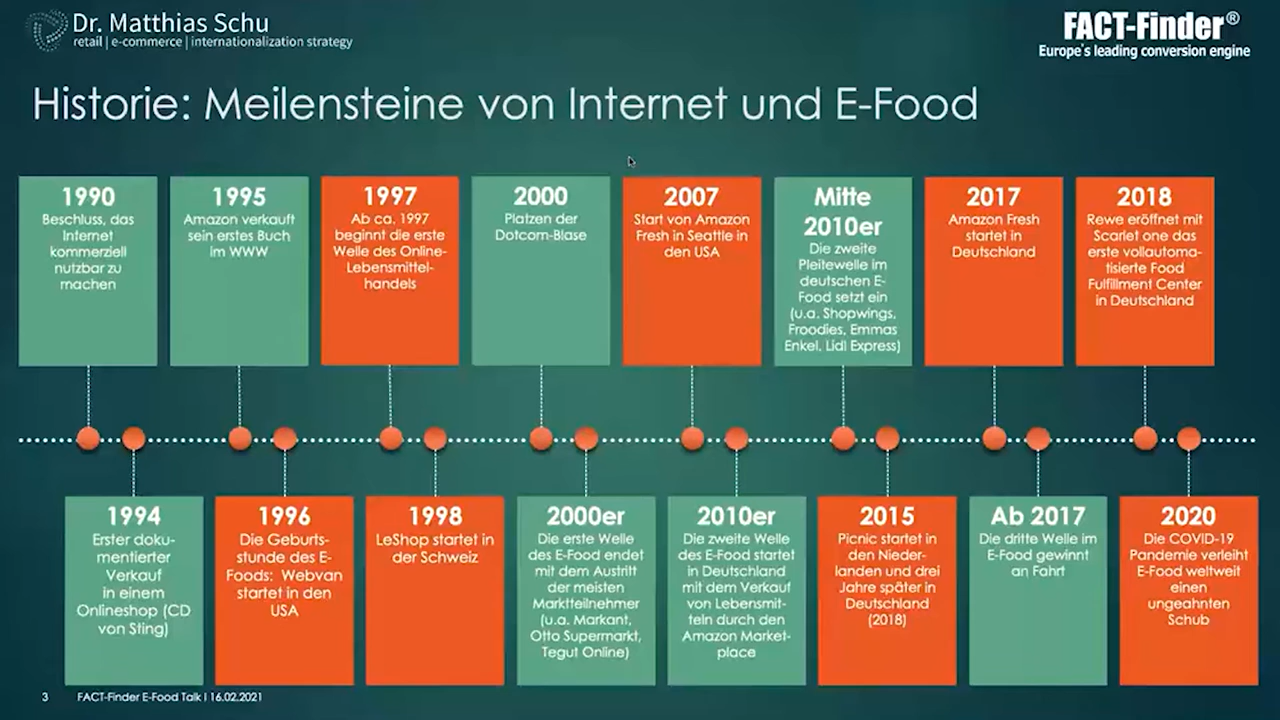 Dr. Matthias Schu
retail | e-commerce | internationalization strategy
FACT-Finder®
Europe's leading conversion engine
Historie: Meilensteine von Internet und E-Food
1990
Beschluss, das
Internet
kommerziell
nutzbar zu
machen
1995
Amazon verkauft
sein erstes Buch
im WWW
1997
Ab ca. 1997
beginnt die erste
Welle des Online-
Lebensmittel-
handels
2000
Platzen der
Dotcom-Blase
2007
Start von Amazon
Fresh in Seattle in
den USA
Mitte
2010er
Die zweite
Pleitewelle im
deutschen E-
Food setzt ein
(u.a. Shopwings,
Froodies, Emmas
Enkel, Lidl Express)
2017
Amazon Fresh
startet in
Deutschland
2018
Rewe eröffnet mit
Scarlet one das
erste vollautoma-
tisierte Food
Fulfillment Center
in Deutschland
1994
Erster doku-
mentierter
Verkauf
in einem
Onlineshop (CD
von Sting)
1996
Die Geburts-
stunde des E-
Foods: Webvan
startet in den
USA
1998
LeShop startet in
der Schweiz
2000er
Die erste Welle
des E-Food endet
mit dem Austritt
der meisten
Marktteilnehmer
(u.a. Markant,
Otto Supermarkt,
Tegut Online)
2010er
Die zweite Welle
des E-Food startet
in Deutschland
mit dem Verkauf
von Lebensmit-
teln durch den
Amazon Market-
place
2015
Picnic startet in
den Nieder-
landen und drei
Jahre später in
Deutschland
(2018)
Ab 2017
Die dritte Welle im
E-Food gewinnt
an Fahrt
2020
Die COVID-19
Pandemie verleiht
E-Food weltweit
einen
ungeahnten
Schub
3 FACT-Finder E-Food Talk I 16.02.2021